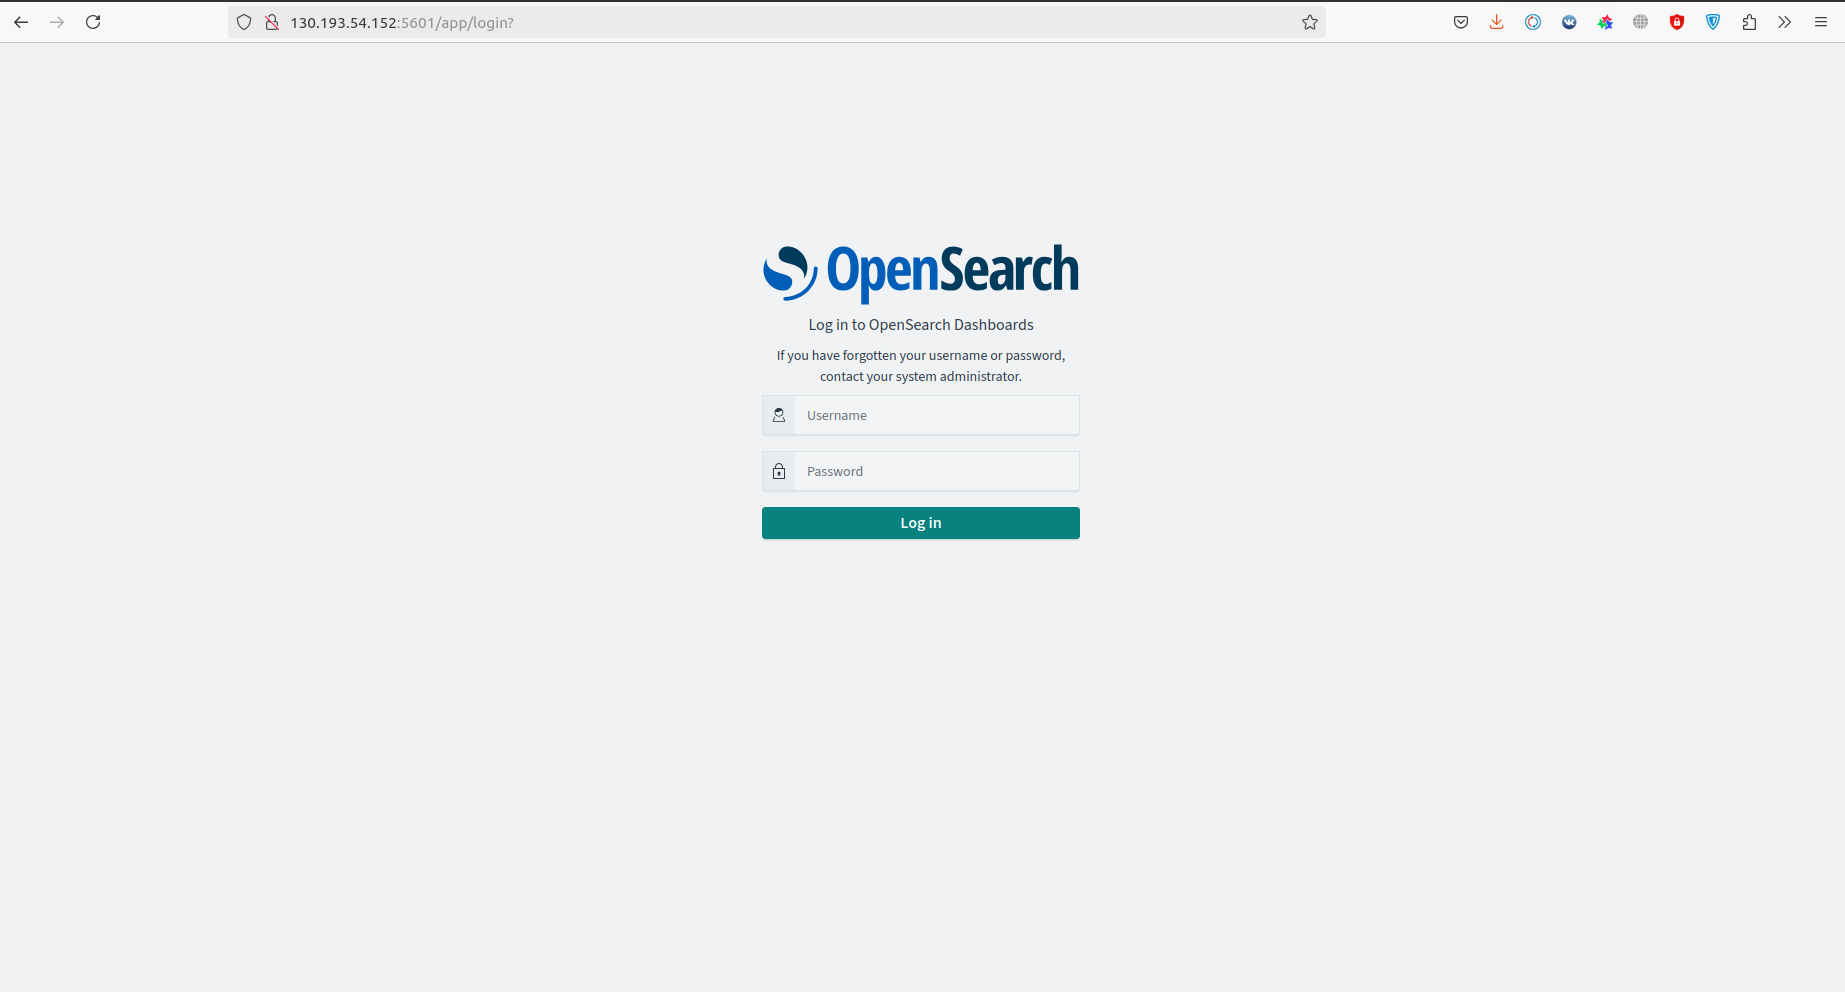 130.193.54.152:5601/app/login?
OpenSearch
Log in to OpenSearch Dashboards
If you have forgotten your username or password,
contact your system administrator.
Username
Password
Log in